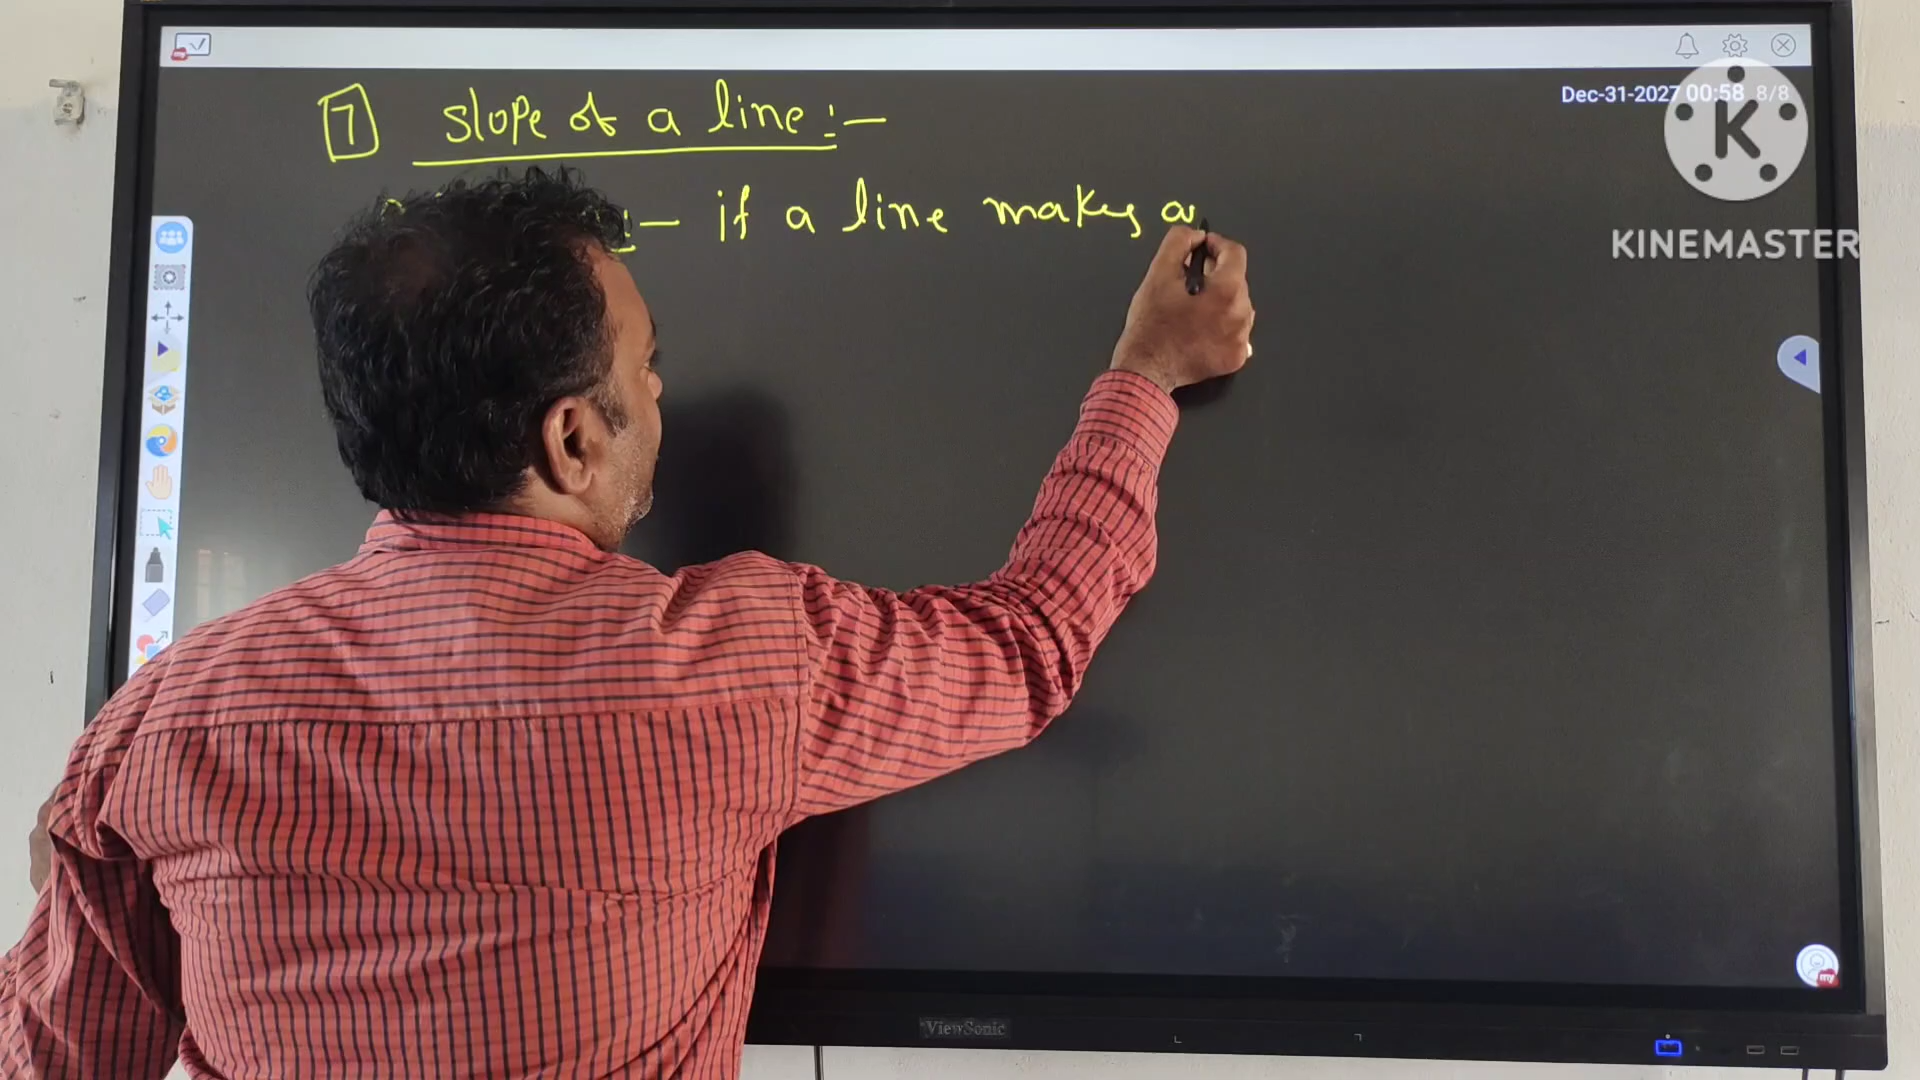 Dec-31-2027 00:58 8/8
7 slope of a line :-
:- if a line makes a
KINEMASTER
ViewSonic